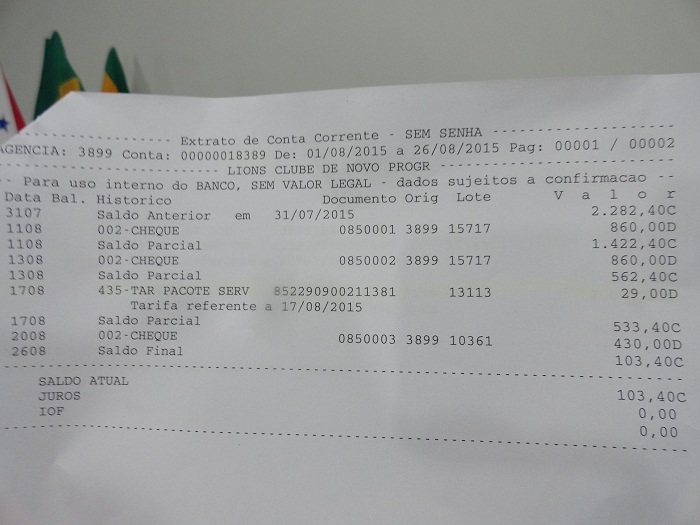 Extrato de Conta Corrente - SEM SENHA
AGENCIA: 3899 Conta: 00000018389 De: 01/08/2015 a 26/08/2015 Pag: 00001 / 00002
LIONS CLUBE DE NOVO PROGR
-- Para uso interno do BANCO, SEM VALOR LEGAL - dados sujeitos a confirmacao --
Data Bal. Historico Documento Orig Lote V a l o r
3107 Saldo Anterior em 31/07/2015 2.282,40C
1108 002-CHEQUE 0850001 3899 15717 860,00D
1108 Saldo Parcial 1.422,40C
1308 002-CHEQUE 0850002 3899 15717 860,00D
1308 Saldo Parcial 562,40C
1708 435-TAR PACOTE SERV 852290900211381 13113 29,00D
Tarifa referente a 17/08/2015
1708 Saldo Parcial 533,40C
2008 002-CHEQUE 0850003 3899 10361 430,00D
2608 Saldo Final 103,40C
SALDO ATUAL 103,40C
JUROS 0,00
IOF 0,00